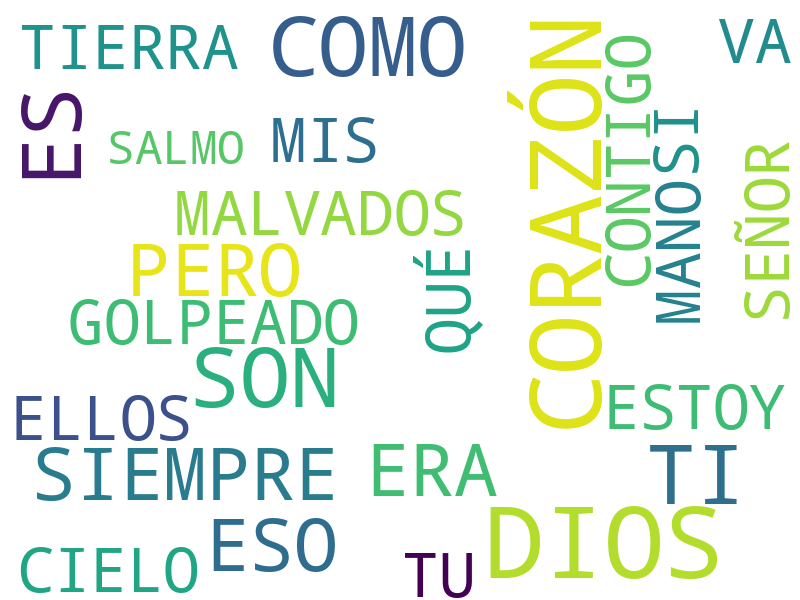 TIERRA
COMO
CORAZÓN
CONTIGO
VA
ES
SALMO
MIS
I
MANOS
SEÑOR
MALVADOS
PERO
QUÉ
GOLPEADO
SON
ELLOS
ESTOY
SIEMPRE
ERA
TI
ESO
DIOS
CIELO
TU